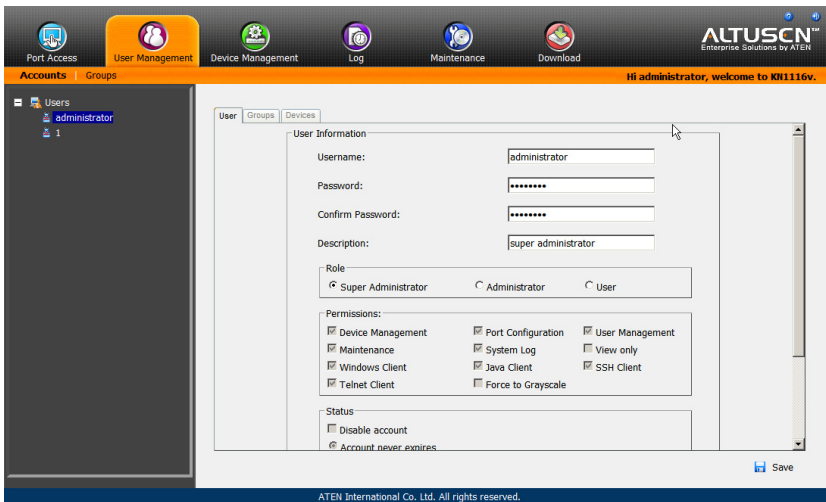 Port Access
User Management
Device Management
Log
Maintenance
Download
ALTUSCN™
Enterprise Solutions by ATEN
Accounts
Groups
Hi administrator, welcome to KN1116v.
Users
administrator
1
User
Groups
Devices
User Information
Username:
administrator
Password:
••••••••
Confirm Password:
••••••••
Description:
super administrator
Role
Super Administrator
Administrator
User
Permissions:
Device Management
Port Configuration
User Management
Maintenance
System Log
View only
Windows Client
Java Client
SSH Client
Telnet Client
Force to Grayscale
Status
Disable account
Account never expires
Save
ATEN International Co. Ltd. All rights reserved.